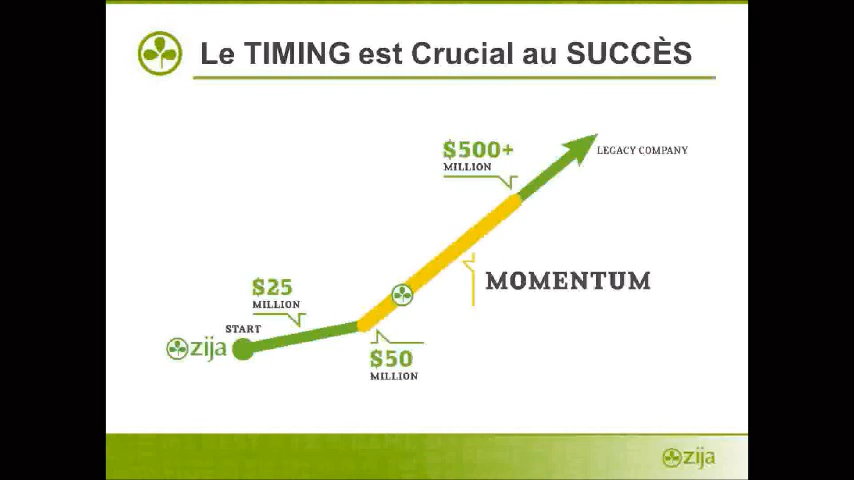 Le TIMING est Crucial au SUCCÈS
$500+
MILLION
LEGACY COMPANY
MOMENTUM
$25
MILLION
START
zija
$50
MILLION
zija